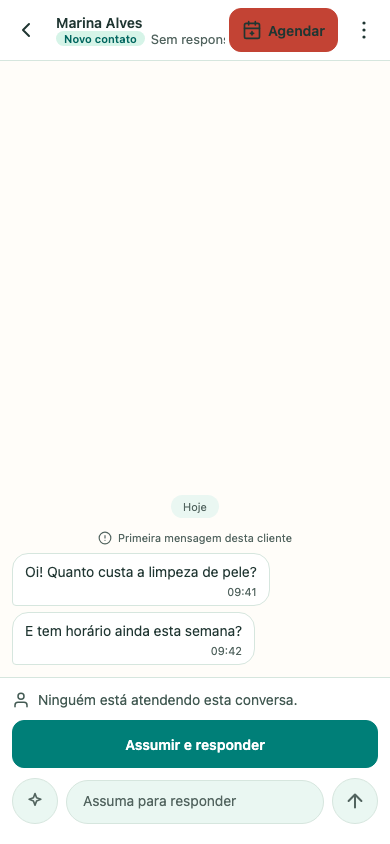 Marina Alves
Agendar
Novo contato Sem respons
Hoje
Primeira mensagem desta cliente
Oi! Quanto custa a limpeza de pele?
09:41
E tem horário ainda esta semana?
09:42
Ninguém está atendendo esta conversa.
Assumir e responder
Assuma para responder